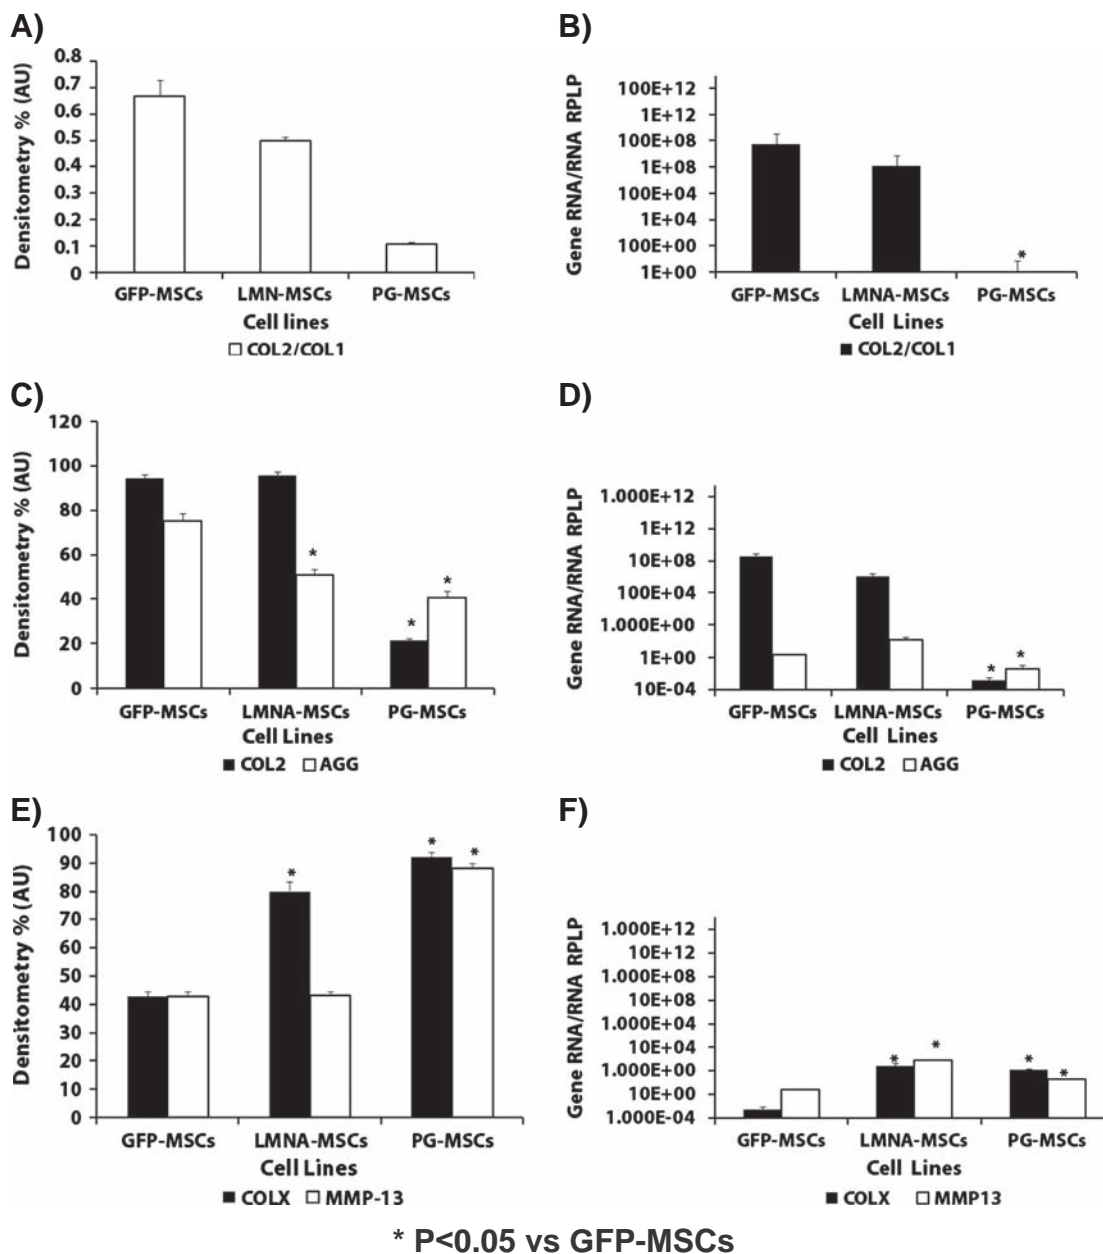 A)
Densitometry % (AU)
0.8
0.7
0.6
0.5
0.4
0.3
0.2
0.1
0
GFP-MSCs LMN-MSCs PG-MSCs
Cell lines
COL2/COL1
B)
Gene RNA/RNA RPLP
100E+12
1E+12
100E+08
1E+08
100E+04
1E+04
100E+00
1E+00
*
GFP-MSCs LMNA-MSCs PG-MSCs
Cell Lines
COL2/COL1
C)
Densitometry % (AU)
120
100
80
60
40
20
0
*
*
*
GFP-MSCs LMNA-MSCs PG-MSCs
Cell Lines
COL2 AGG
D)
Gene RNA/RNA RPLP
1.000E+12
1E+12
10E+08
100E+04
1.000E+00
1E+00
10E-04
* *
GFP-MSCs LMNA-MSCs PG-MSCs
Cell Lines
COL2 AGG
E)
Densitometry % (AU)
100
90
80
70
60
50
40
30
20
10
0
*
*
*
GFP-MSCs LMNA-MSCs PG-MSCs
Cell Lines
COLX MMP-13
F)
Gene RNA/RNA RPLP
1.000E+12
10E+12
1.000E+08
10E+08
1.000E+04
10E+04
1.000E+00
10E+00
1.000E-04
*
*
*
*
GFP-MSCs LMNA-MSCs PG-MSCs
Cell Lines
COLX MMP13
* P<0.05 vs GFP-MSCs